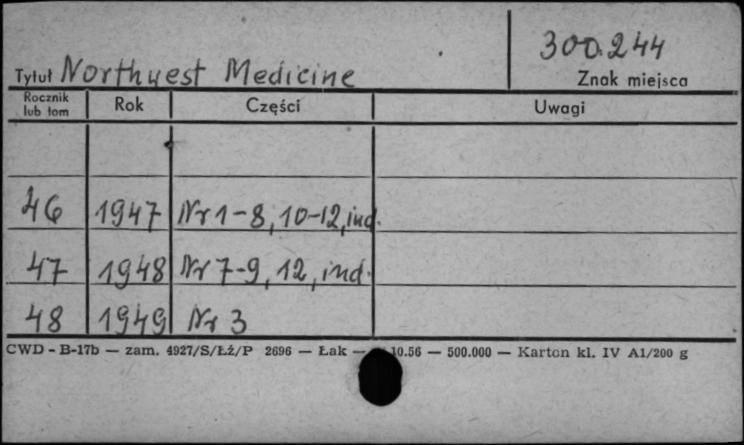 300.244
Tytuł Northwest Medicine Znak miejsca
Rocznik lub tom Rok Części Uwagi
46 1947 Nr 1-8, 10-12, ind.
47 1948 Nr 7-9, 12, ind.
48 1949 Nr 3
CWD - B-17b — zam. 4927/S/Łź/P 2696 — Łak — 10.56 — 500.000 — Karton kl. IV A1/200 g